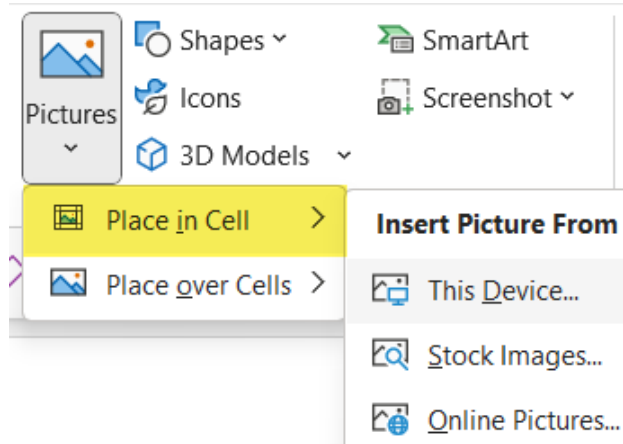 Pictures
Shapes
Icons
3D Models
SmartArt
Screenshot
Place in Cell
Place over Cells
Insert Picture From
This Device...
Stock Images...
Online Pictures...